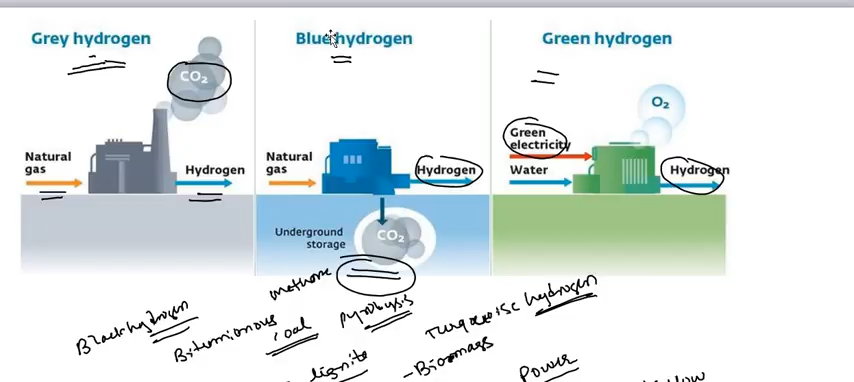 Grey hydrogen
Blue hydrogen
Green hydrogen
CO₂
O₂
Green electricity
Natural gas
Hydrogen
Natural gas
Hydrogen
Water
Hydrogen
Underground storage
CO₂
methane
Black hydrogen
Bitumionous
coal
Pyrolysis
Turquoise hydrogen
lignite
-Biomass
Power